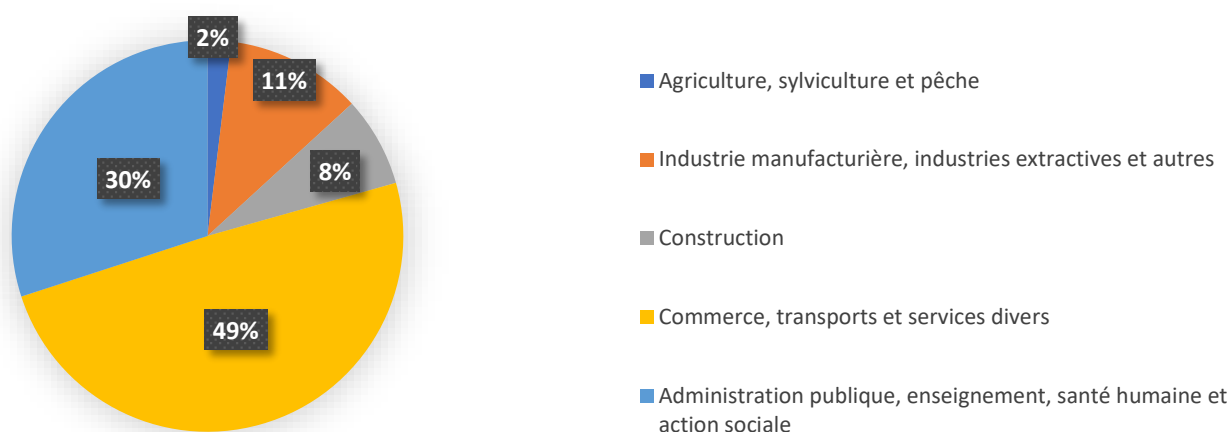 2%
11%
8%
30%
49%
Agriculture, sylviculture et pêche
Industrie manufacturière, industries extractives et autres
Construction
Commerce, transports et services divers
Administration publique, enseignement, santé humaine et
action sociale